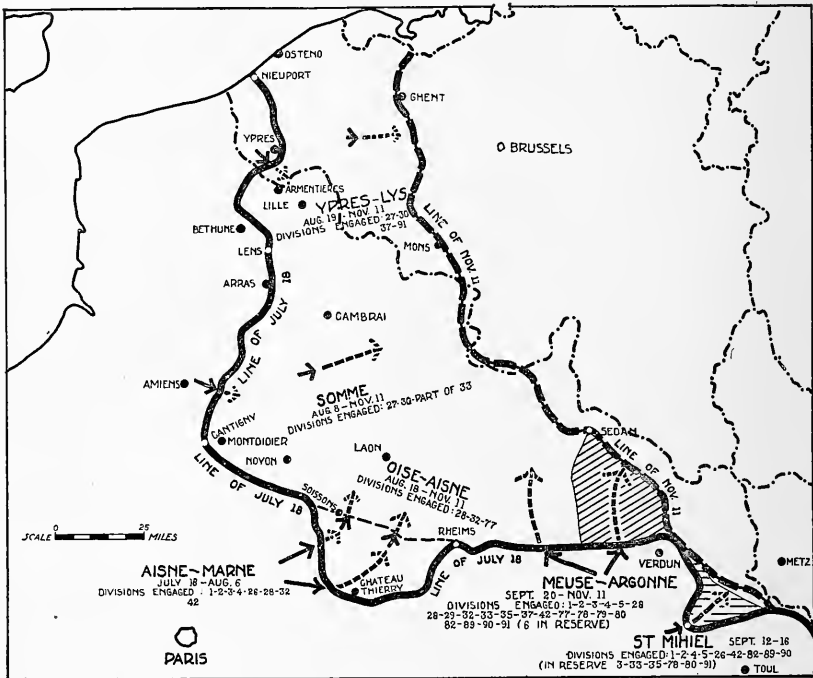 OSTENO
NIEUPORT
GHENT
YPRES
BRUSSELS
ARMENTIERES
LILLE
YPRES-LYS
AUG. 19 - NOV. 11
DIVISIONS ENGAGED: 27-30
37-91
BETHUNE
LENS
MONS
LINE OF NOV. 11
ARRAS
LINE OF JULY 18
CAMBRAI
AMIENS
SOMME
AUG. 8 - NOV. 11
DIVISIONS ENGAGED: 27-30-PART OF 33
CANTIGNY
MONTDIDIER
NOYON
LAON
OISE-AISNE
AUG. 18 - NOV. 11
DIVISIONS ENGAGED: 28-32-77
SEDAN
LINE OF NOV. 11
LINE OF JULY 18
SOISSONS
0 25
SCALE MILES
RHEIMS
LINE OF JULY 18
VERDUN
METZ
AISNE-MARNE
JULY 18 - AUG. 6
DIVISIONS ENGAGED: 1-2-3-4-26-28-32
42
CHATEAU
THIERRY
LINE OF JULY 18
MEUSE-ARGONNE
SEPT. 20 - NOV. 11
DIVISIONS ENGAGED: 1-2-3-4-5-28
28-29-32-33-35-37-42-77-78-79-80
82-89-90-91 (6 IN RESERVE)
PARIS
ST MIHIEL SEPT. 12-16
DIVISIONS ENGAGED: 1-2-4-5-26-42-82-89-90
(IN RESERVE 3-33-35-78-80-91)
TOUL